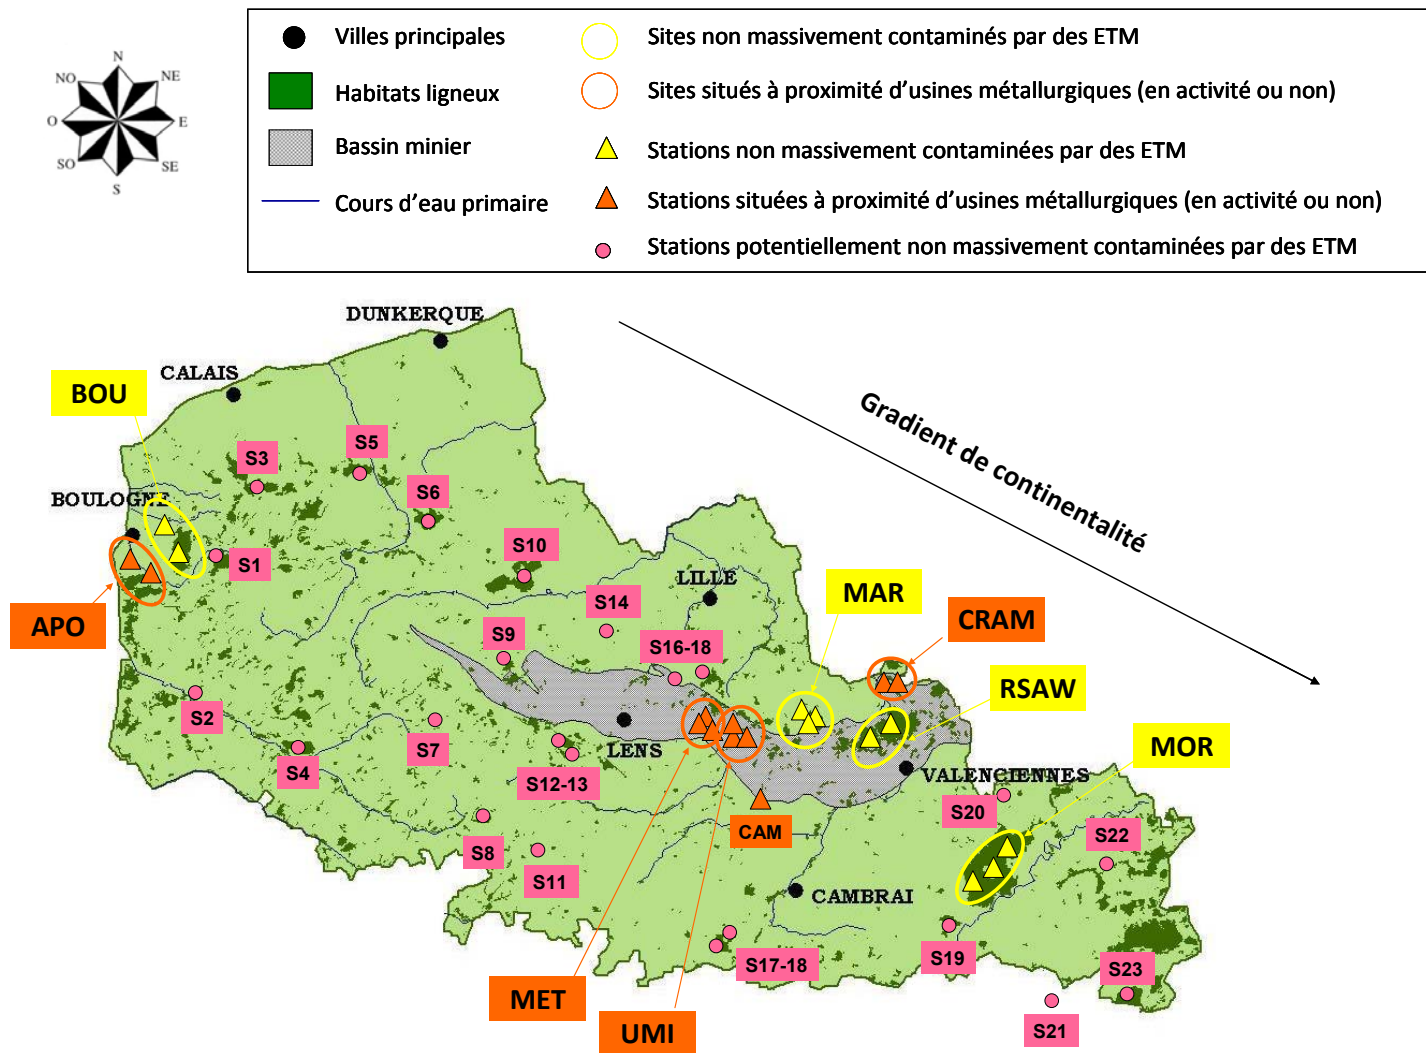 N
NO
NE
O
E
SO
SE
S
Villes principales
Habitats ligneux
Bassin minier
Cours d'eau primaire
Sites non massivement contaminés par des ETM
Sites situés à proximité d'usines métallurgiques (en activité ou non)
Stations non massivement contaminées par des ETM
Stations situées à proximité d'usines métallurgiques (en activité ou non)
Stations potentiellement non massivement contaminées par des ETM
DUNKERQUE
CALAIS
BOU
Gradient de continentalité
S5
S3
BOULOGNE
S6
S1
S10
LILLE
MAR
APO
S14
CRAM
S9
S16-18
RSAW
S2
S7
LENS
MOR
S4
S12-13
VALENCIENNES
S20
CAM
S22
S8
S11
CAMBRAI
S19
S17-18
S23
MET
UMI
S21